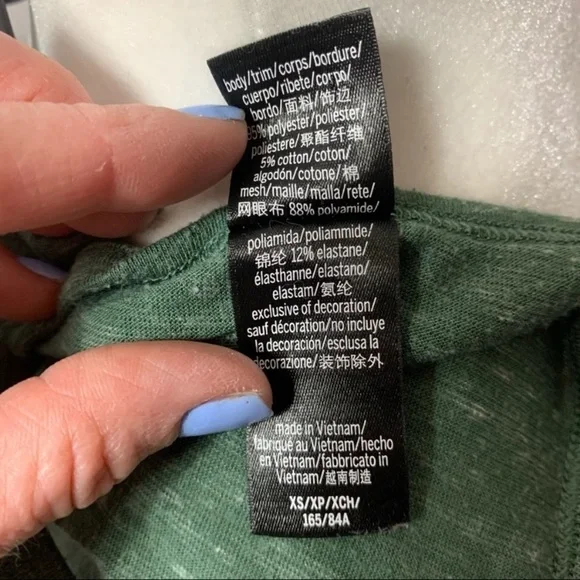 body/trim/corps/bordure/
cuerpo/ribete/corpo/
bordo/面料/饰边
95% polyester/poliéster/
poliestere/聚酯纤维
5% cotton/coton/
algodón/cotone/棉
mesh/maille/malla/rete/
网眼布 88% polyamide/
poliamida/poliammide/
锦纶 12% elastane/
élasthanne/elastano/
elastam/氨纶
exclusive of decoration/
sauf décoration/no incluye
la decoración/esclusa la
decorazione/装饰除外
made in Vietnam/
fabriqué au Vietnam/hecho
en Vietnam/fabbricato in
Vietnam/越南制造
XS/XP/XCH/
165/84A